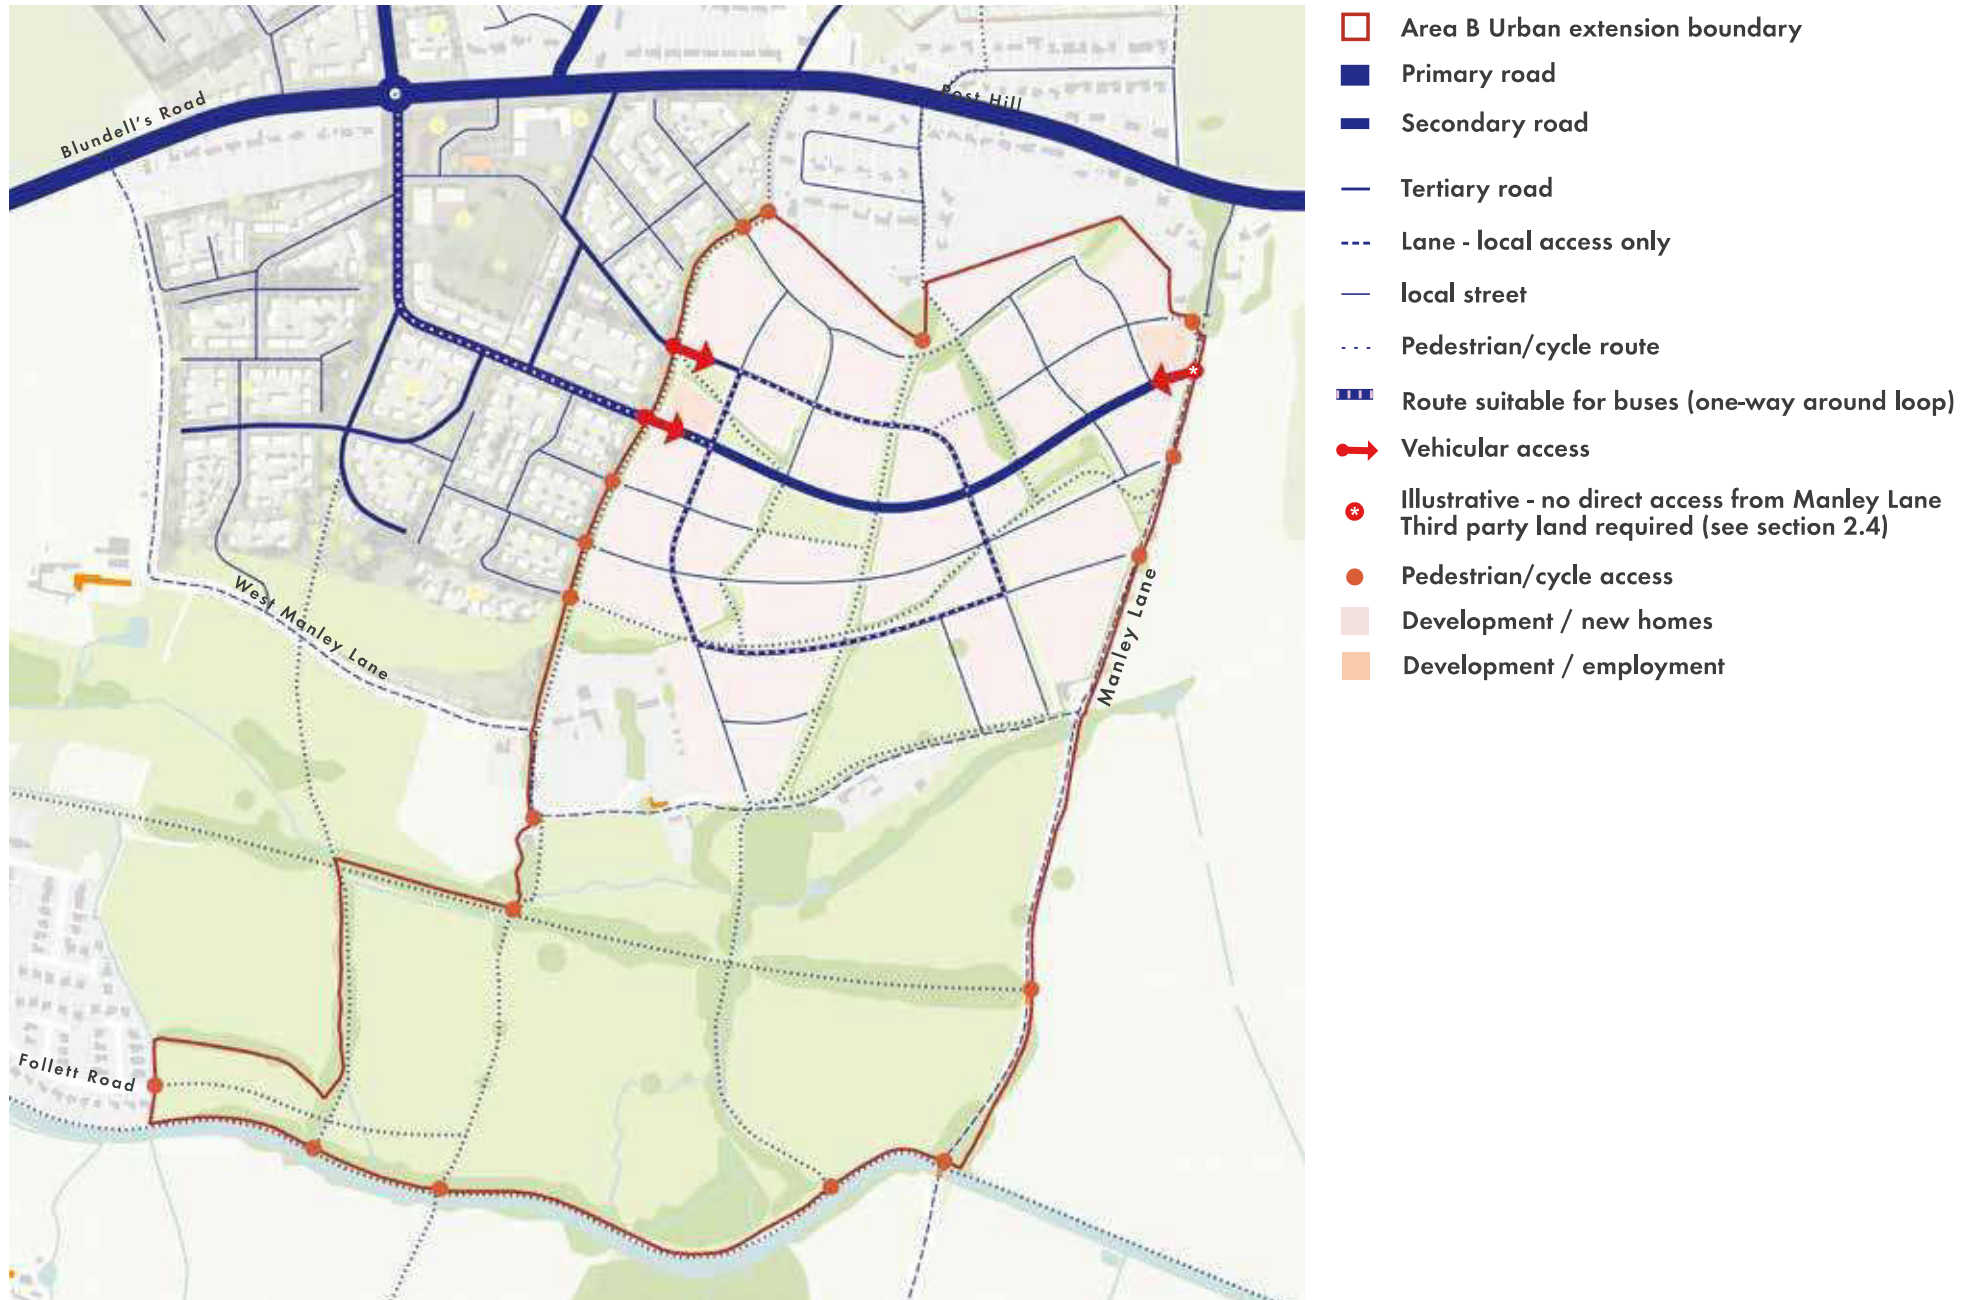 Blundell's Road
Post Hill
West Manley Lane
Manley Lane
Follett Road
Area B Urban extension boundary
Primary road
Secondary road
Tertiary road
Lane - local access only
local street
Pedestrian/cycle route
Route suitable for buses (one-way around loop)
Vehicular access
Illustrative - no direct access from Manley Lane
Third party land required (see section 2.4)
Pedestrian/cycle access
Development / new homes
Development / employment